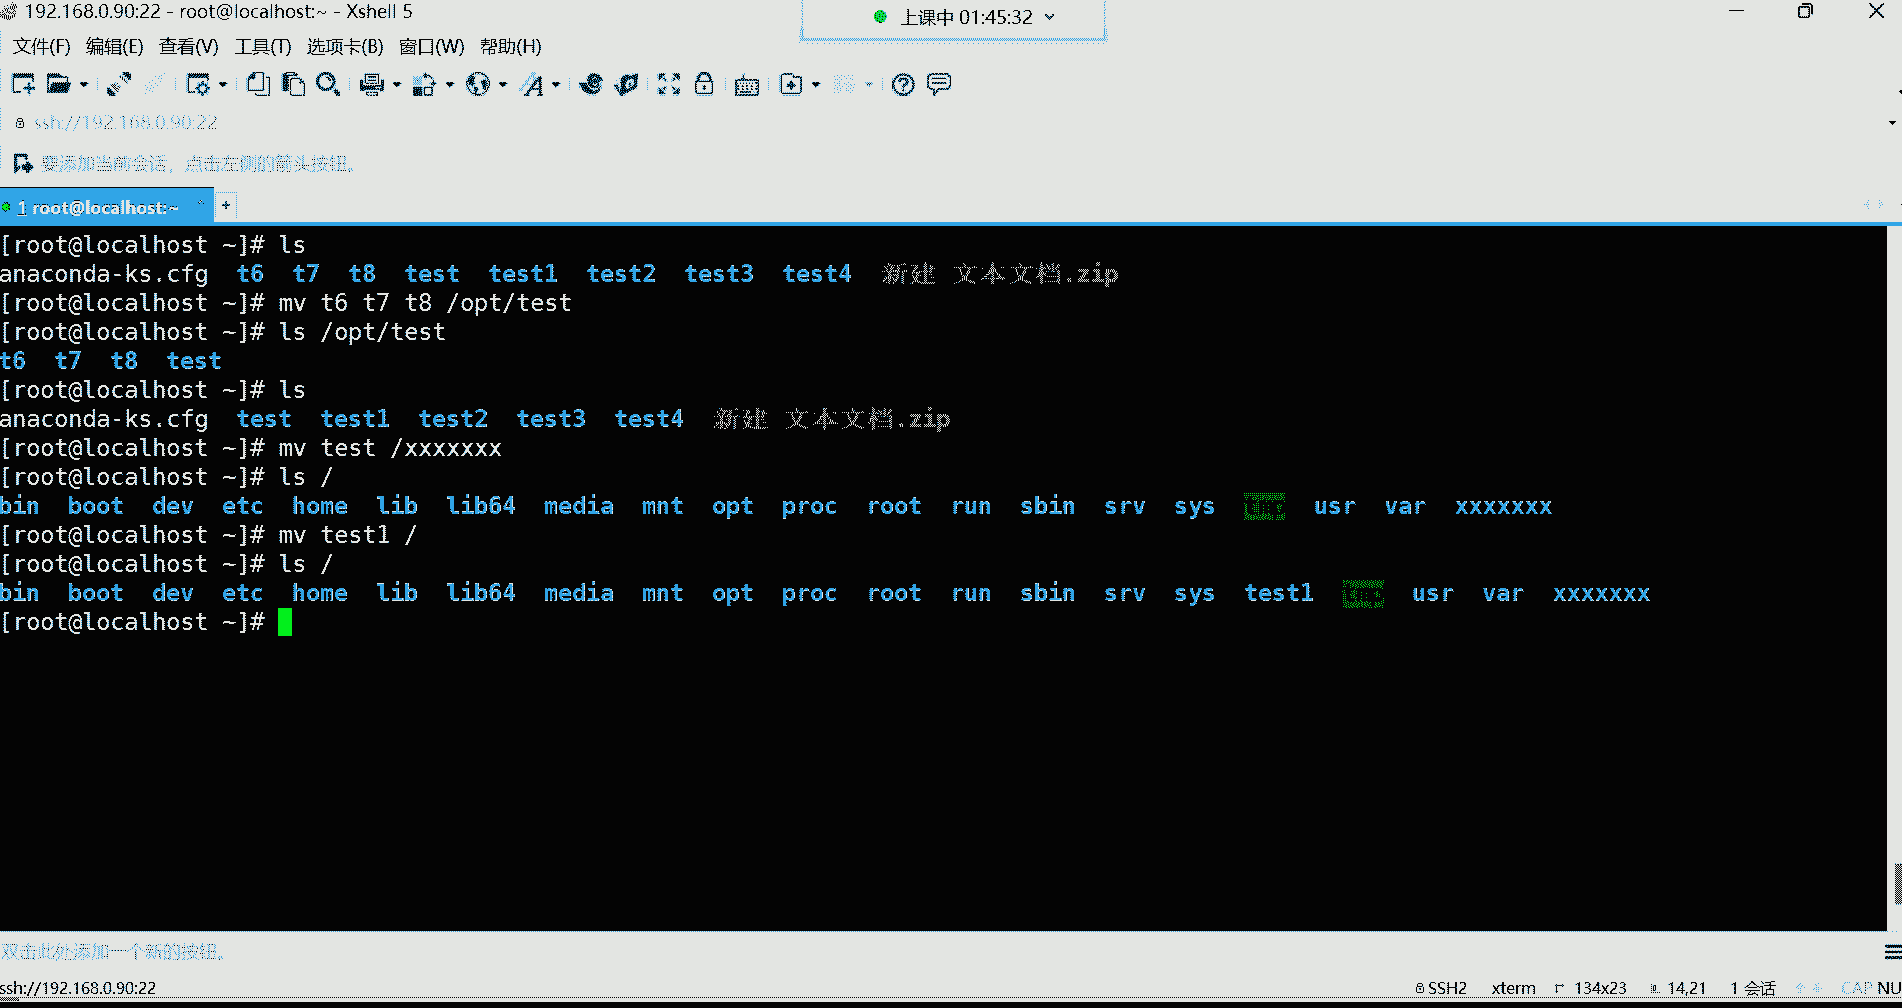 192.168.0.90:22 - root@localhost:~ - Xshell 5
上课中 01:45:32
文件(F) 编辑(E) 查看(V) 工具(T) 选项卡(B) 窗口(W) 帮助(H)
ssh://192.168.0.90:22
要添加当前会话，点击左侧的箭头按钮。
1 root@localhost:~
[root@localhost ~]# ls
anaconda-ks.cfg t6 t7 t8 test test1 test2 test3 test4 新建 文本文档.zip
[root@localhost ~]# mv t6 t7 t8 /opt/test
[root@localhost ~]# ls /opt/test
t6 t7 t8 test
[root@localhost ~]# ls
anaconda-ks.cfg test test1 test2 test3 test4 新建 文本文档.zip
[root@localhost ~]# mv test /xxxxxxx
[root@localhost ~]# ls /
bin boot dev etc home lib lib64 media mnt opt proc root run sbin srv sys tmp usr var xxxxxxx
[root@localhost ~]# mv test1 /
[root@localhost ~]# ls /
bin boot dev etc home lib lib64 media mnt opt proc root run sbin srv sys test1 tmp usr var xxxxxxx
[root@localhost ~]#
双击此处添加一个新的按钮。
ssh://192.168.0.90:22 SSH2 xterm 134x23 14,21 1 会话 CAP NU